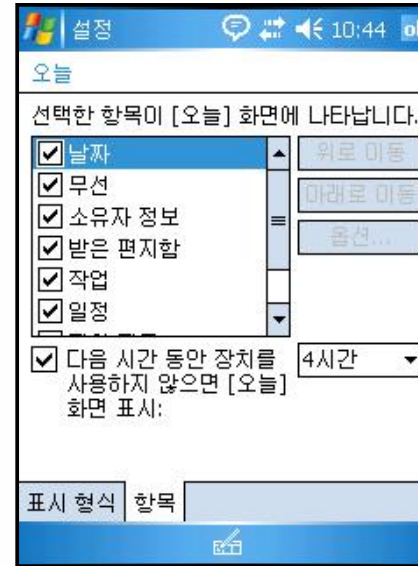 설정 10:44 ok
오늘
선택한 항목이 [오늘] 화면에 나타납니다.
날짜
위로 이동
무선
아래로 이동
소유자 정보
옵션...
받은 편지함
작업
일정
다음 시간 동안 장치를
4시간
사용하지 않으면 [오늘]
화면 표시:
표시 형식 항목